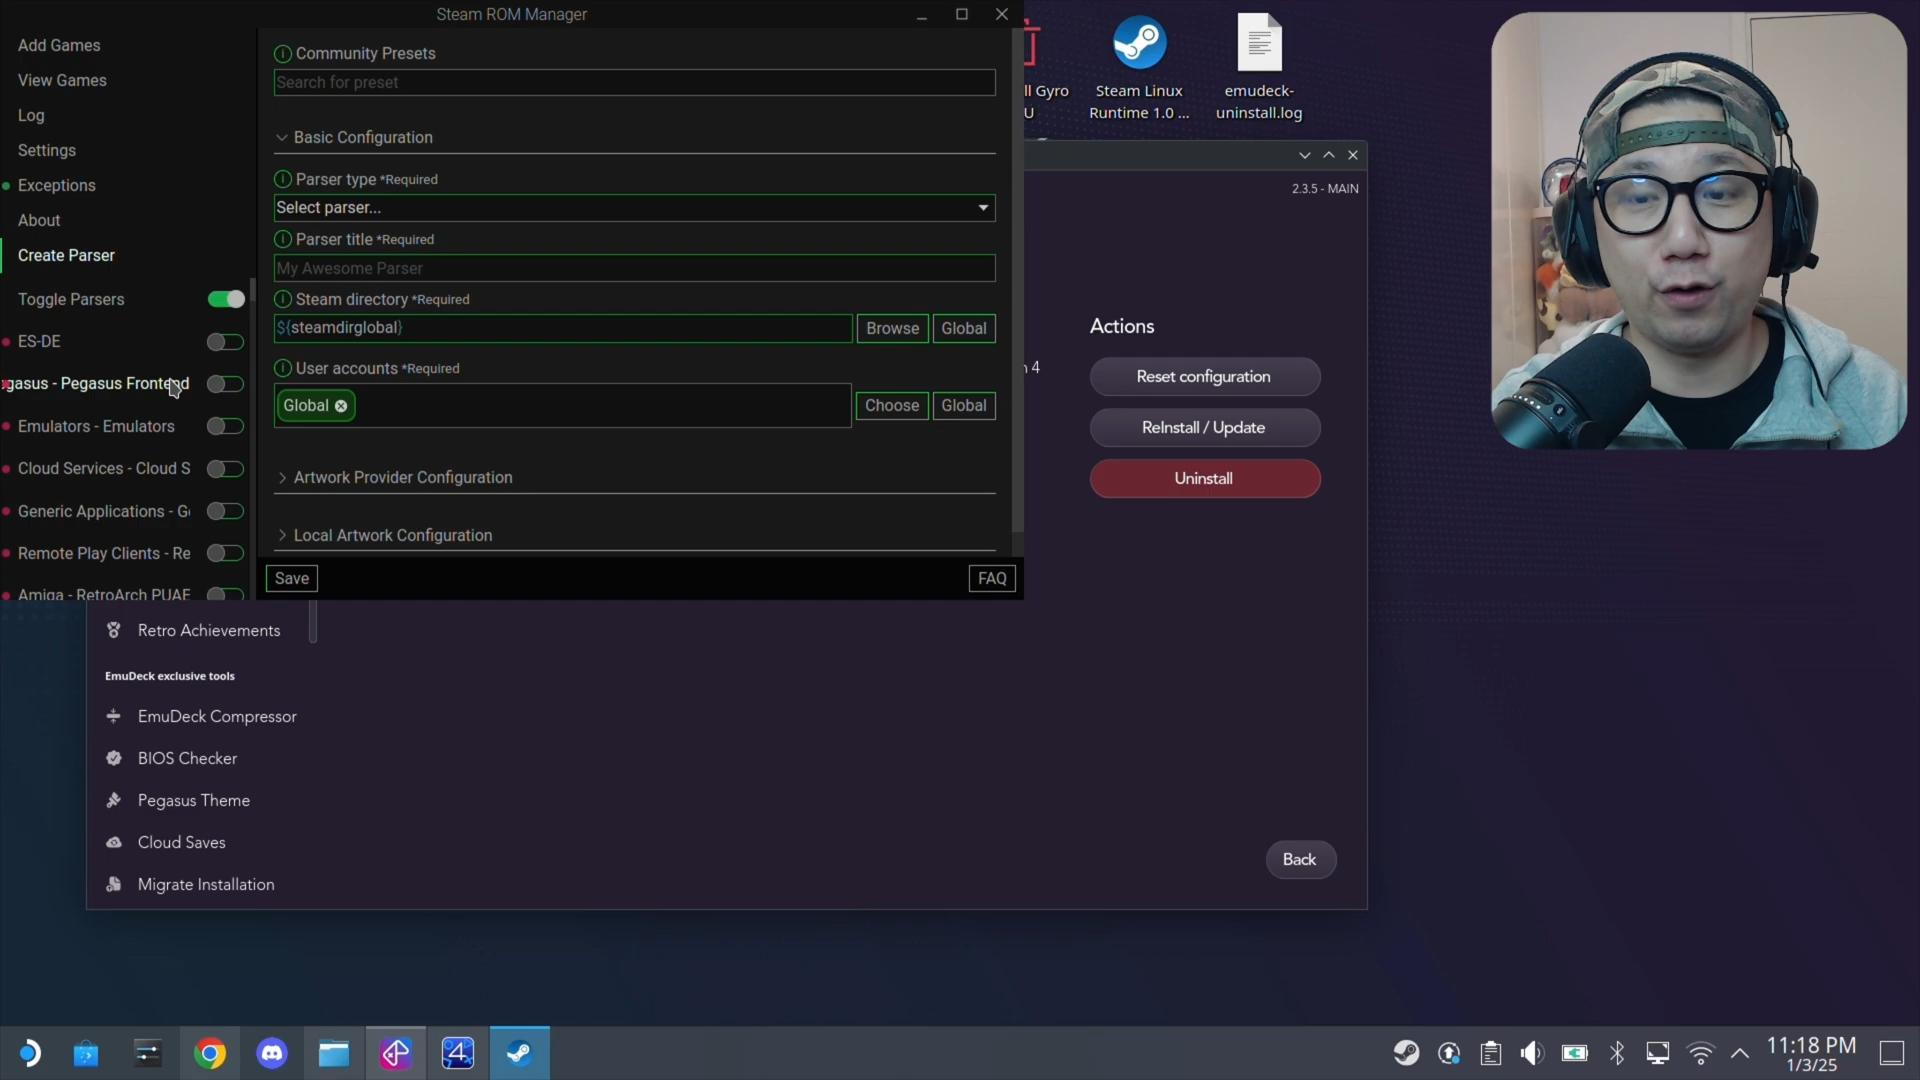 Steam ROM Manager
Add Games
View Games
Log
Settings
Exceptions
About
Create Parser
Toggle Parsers
ES-DE
gasus - Pegasus Frontend
Emulators - Emulators
Cloud Services - Cloud S
Generic Applications - G
Remote Play Clients - Re
Amiga - RetroArch PUAE
Community Presets
Search for preset
Basic Configuration
Parser type *Required
Select parser...
Parser title *Required
My Awesome Parser
Steam directory *Required
${steamdirglobal}
Browse
Global
User accounts *Required
Global
Choose
Global
Artwork Provider Configuration
Local Artwork Configuration
Save
FAQ
ll Gyro
U
Steam Linux
Runtime 1.0 ...
emudeck-
uninstall.log
2.3.5 - MAIN
4
Actions
Reset configuration
ReInstall / Update
Uninstall
Back
Retro Achievements
EmuDeck exclusive tools
EmuDeck Compressor
BIOS Checker
Pegasus Theme
Cloud Saves
Migrate Installation
4
11:18 PM
1/3/25